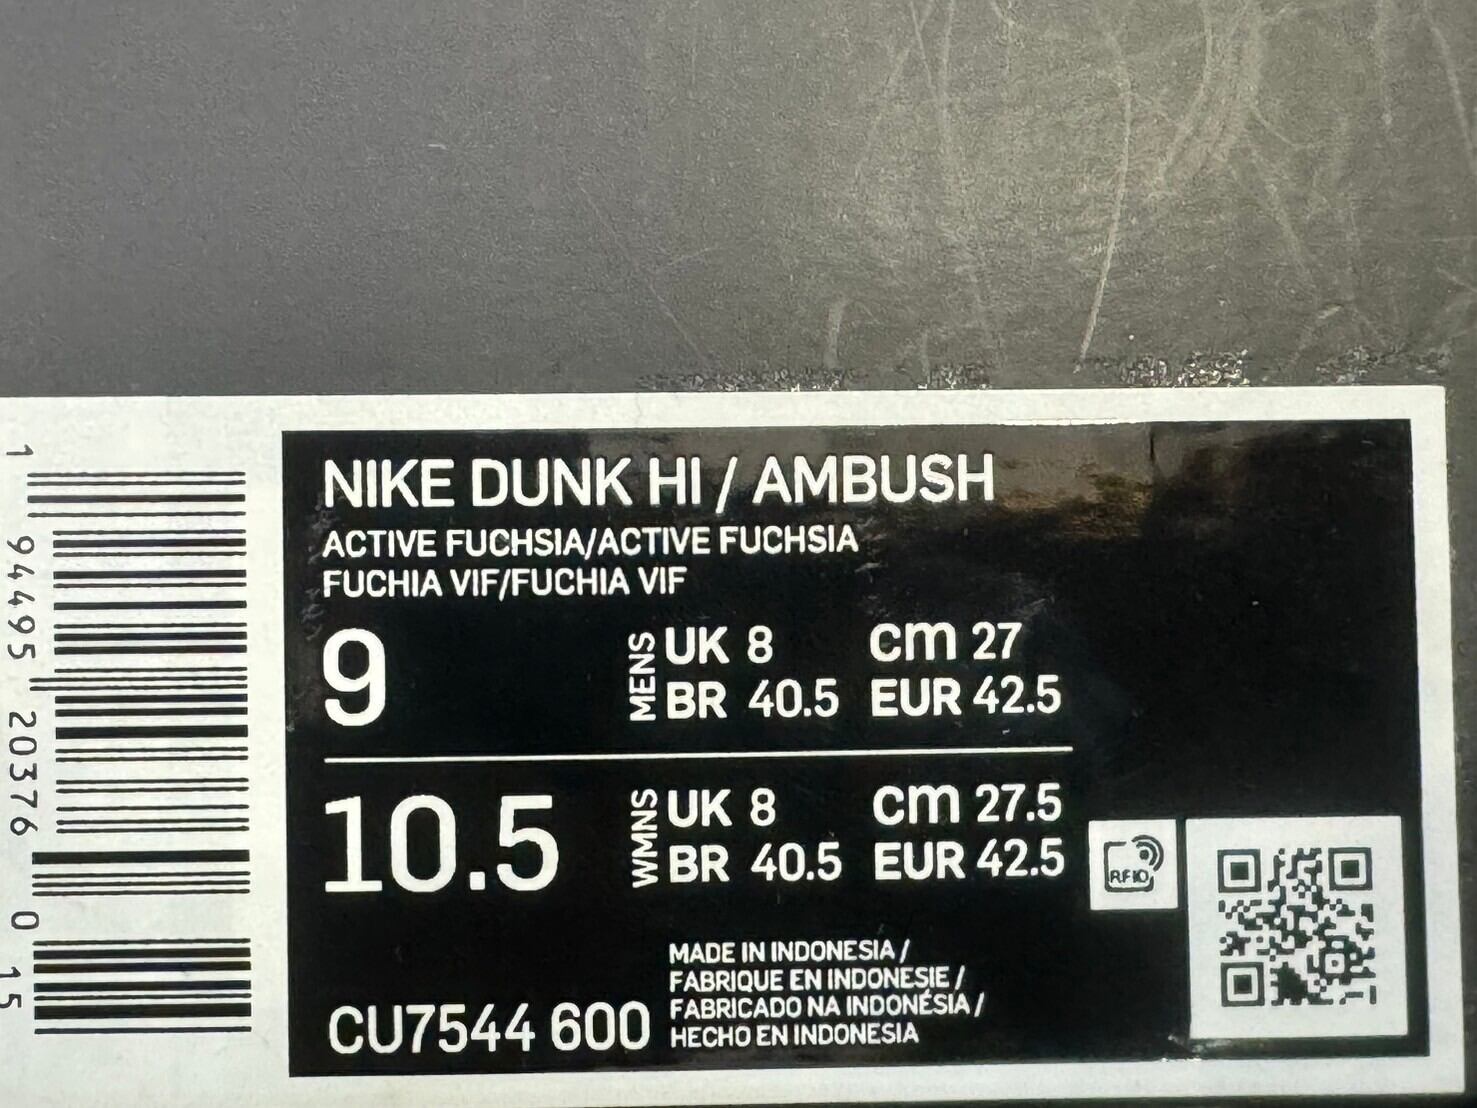 NIKE DUNK HI / AMBUSH
ACTIVE FUCHSIA/ACTIVE FUCHSIA
FUCHIA VIF/FUCHIA VIF
9
MENS
UK 8 CM 27
BR 40.5 EUR 42.5
10.5
WMNS
UK 8 CM 27.5
BR 40.5 EUR 42.5
RFID
CU7544 600
MADE IN INDONESIA /
FABRIQUE EN INDONESIE /
FABRICADO NA INDONÉSIA /
HECHO EN INDONESIA
1 94495 20376 0 15